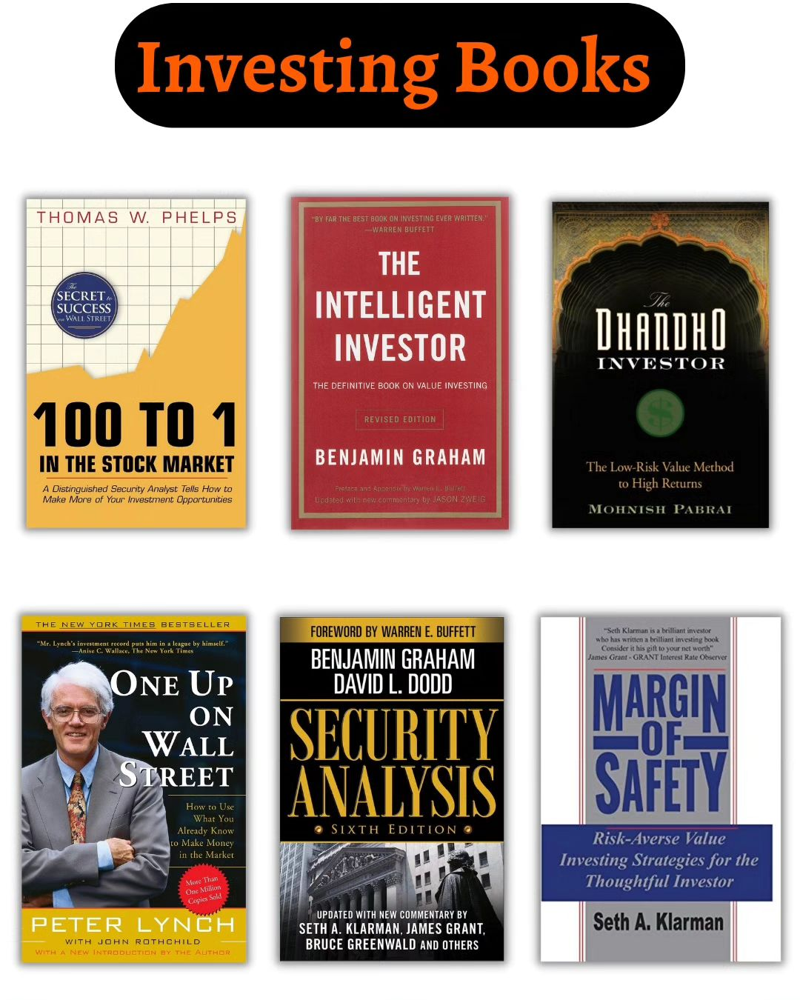 Investing Books
THOMAS W. PHELPS
The
SECRET to
SUCCESS
on WALL STREET
100 TO 1
IN THE STOCK MARKET
A Distinguished Security Analyst Tells How to
Make More of Your Investment Opportunities
"BY FAR THE BEST BOOK ON INVESTING EVER WRITTEN."
—WARREN BUFFETT
THE
INTELLIGENT
INVESTOR
THE DEFINITIVE BOOK ON VALUE INVESTING
REVISED EDITION
BENJAMIN GRAHAM
Preface and Appendix by Warren E. Buffett
Updated with new commentary by JASON ZWEIG
The
DHANDHO
INVESTOR
$
The Low-Risk Value Method
to High Returns
MOHNISH PABRAI
THE NEW YORK TIMES BESTSELLER
"Mr. Lynch's investment record puts him in a league by himself."
—Anise C. Wallace, The New York Times
ONE UP
ON
WALL
STREET
How to Use
What You
Already Know
to Make Money
in the Market
More Than
One Million
Copies Sold
PETER LYNCH
WITH JOHN ROTHCHILD
WITH A NEW INTRODUCTION BY THE AUTHOR
FOREWORD BY WARREN E. BUFFETT
BENJAMIN GRAHAM
DAVID L. DODD
SECURITY
ANALYSIS
SIXTH EDITION
UPDATED WITH NEW COMMENTARY BY
SETH A. KLARMAN, JAMES GRANT,
BRUCE GREENWALD AND OTHERS
"Seth Klarman is a brilliant investor
who has written a brilliant investing book
Consider it his gift to your net worth"
James Grant - GRANT Interest Rate Observer
MARGIN
OF
SAFETY
Risk-Averse Value
Investing Strategies for the
Thoughtful Investor
Seth A. Klarman